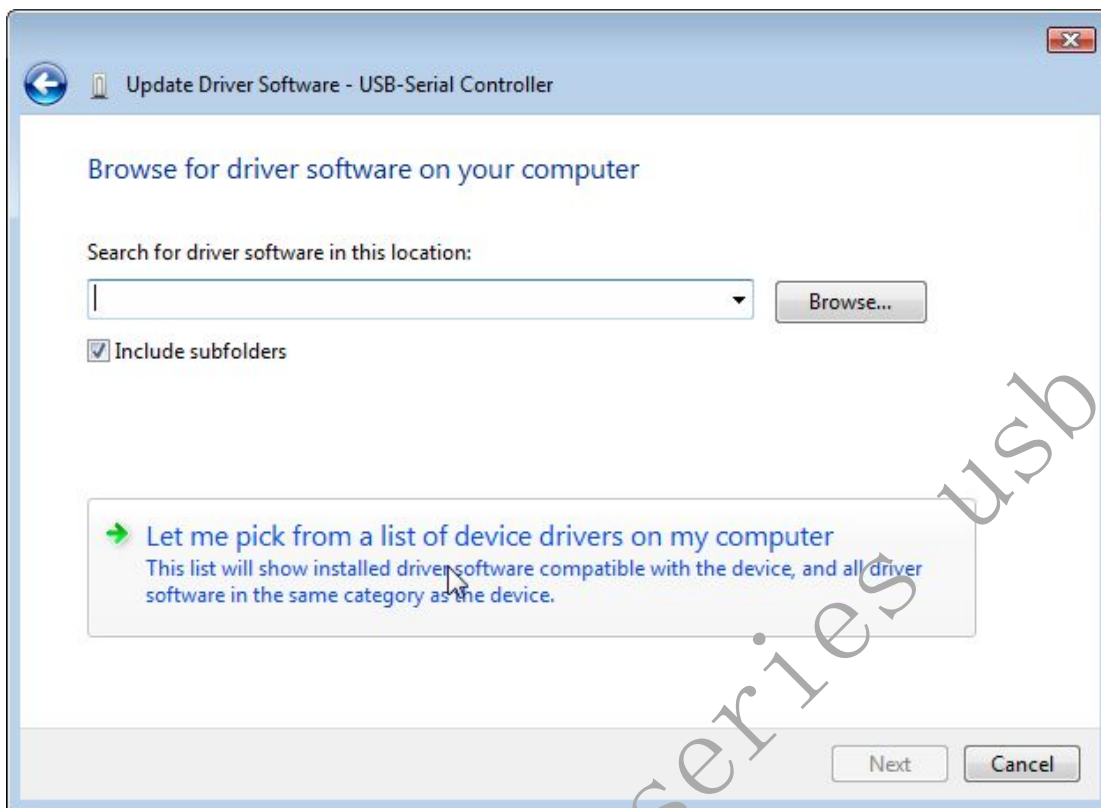 Update Driver Software - USB-Serial Controller
Browse for driver software on your computer
Search for driver software in this location:
Browse...
Include subfolders
Let me pick from a list of device drivers on my computer
This list will show installed driver software compatible with the device, and all driver
software in the same category as the device.
Next
Cancel
series usb